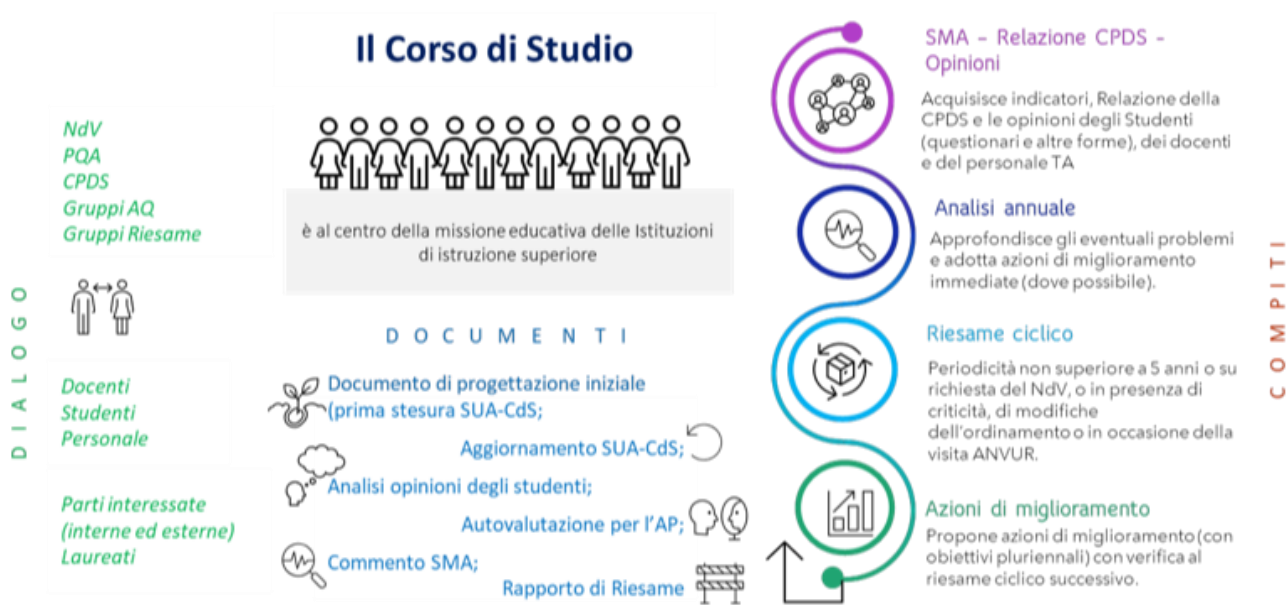 Il Corso di Studio
è al centro della missione educativa delle Istituzioni
di istruzione superiore
DIALOGO
NdV
PQA
CPDS
Gruppi AQ
Gruppi Riesame
Docenti
Studenti
Personale
Parti interessate
(interne ed esterne)
Laureati
DOCUMENTI
Documento di progettazione iniziale
(prima stesura SUA-CdS;
Aggiornamento SUA-CdS;
Analisi opinioni degli studenti;
Autovalutazione per l'AP;
Commento SMA;
Rapporto di Riesame
SMA – Relazione CPDS -
Opinioni
Acquisisce indicatori, Relazione della
CPDS e le opinioni degli Studenti
(questionari e altre forme), dei docenti
e del personale TA
Analisi annuale
Approfondisce gli eventuali problemi
e adotta azioni di miglioramento
immediate (dove possibile).
Riesame ciclico
Periodicità non superiore a 5 anni o su
richiesta del NdV, o in presenza di
criticità, di modifiche
dell'ordinamento o in occasione della
visita ANVUR.
Azioni di miglioramento
Propone azioni di miglioramento (con
obiettivi pluriennali) con verifica al
riesame ciclico successivo.
COMPITI